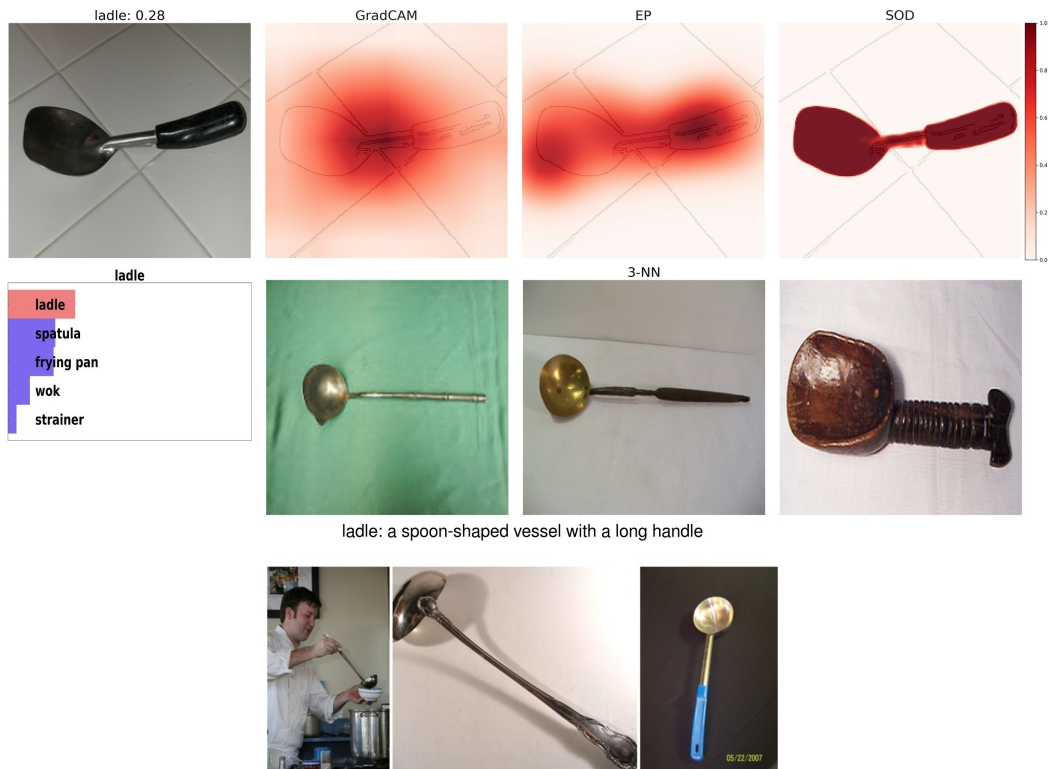 ladle: 0.28
GradCAM
EP
SOD
1.0
0.8
0.6
0.4
0.2
0.0
ladle
ladle
spatula
frying pan
wok
strainer
3-NN
ladle: a spoon-shaped vessel with a long handle
05/22/2007